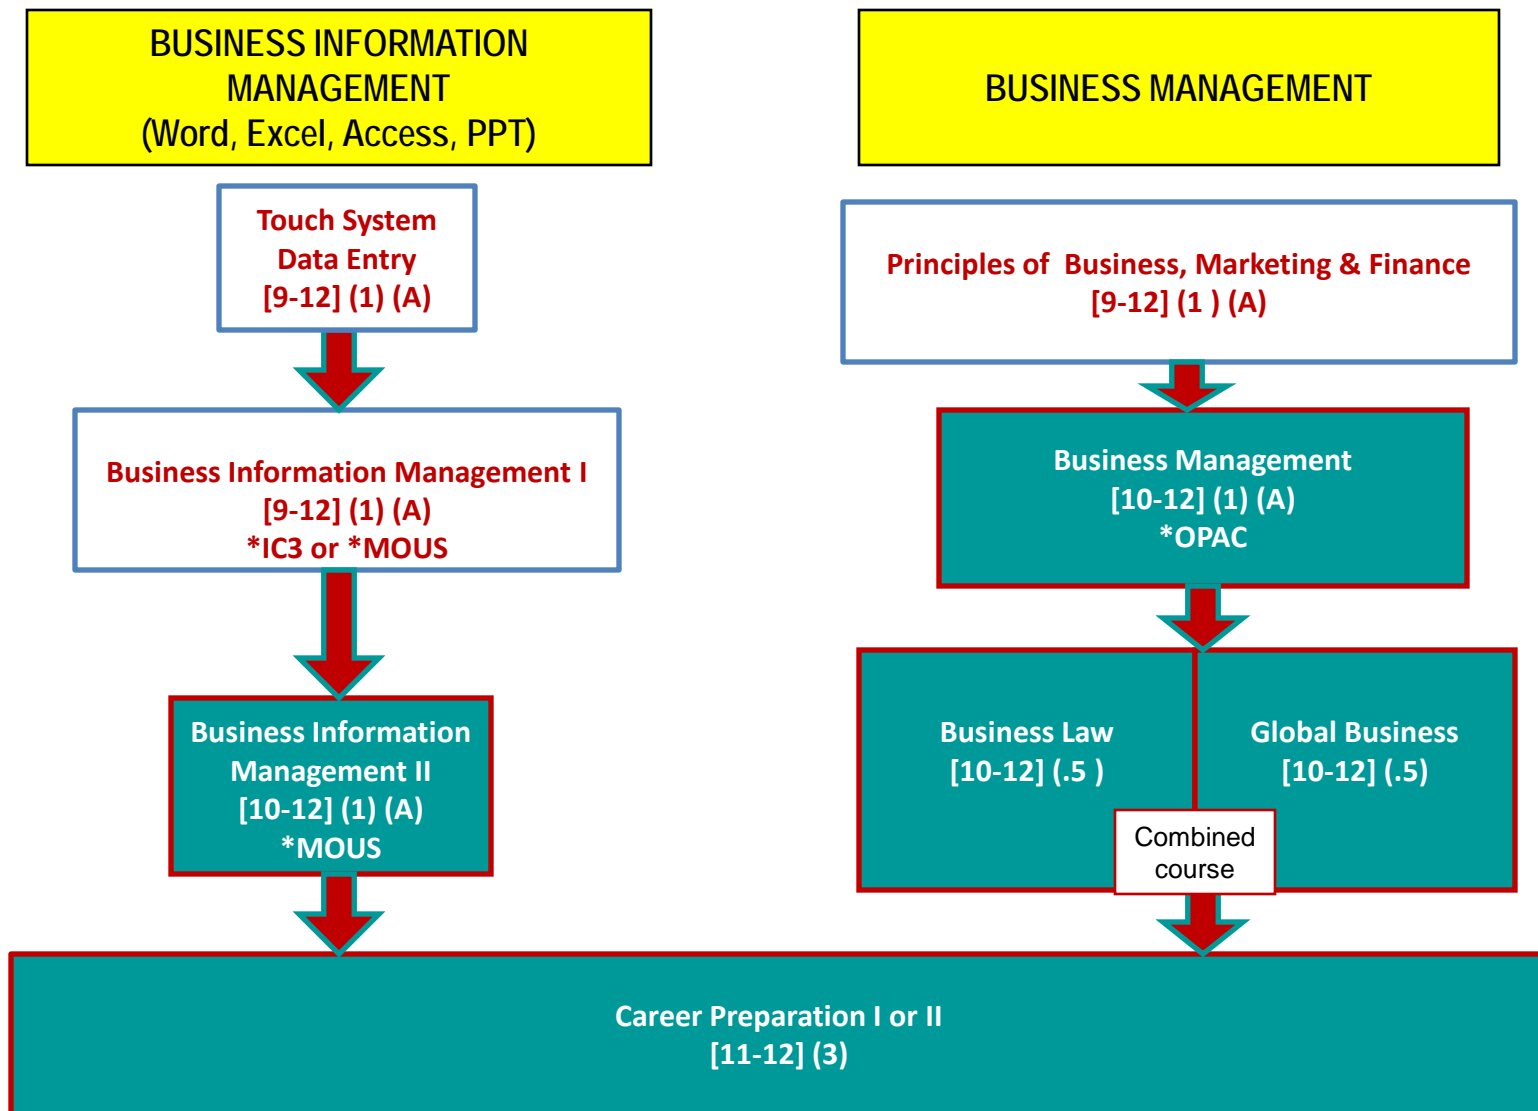 BUSINESS INFORMATION
MANAGEMENT
(Word, Excel, Access, PPT)
Touch System
Data Entry
[9-12] (1) (A)
Business Information Management I
[9-12] (1) (A)
*IC3 or *MOUS
Business Information
Management II
[10-12] (1) (A)
*MOUS
BUSINESS MANAGEMENT
Principles of  Business, Marketing & Finance
[9-12] (1 ) (A)
Business Management
[10-12] (1) (A)
*OPAC
Business Law
[10-12] (.5 )
Global Business
[10-12] (.5)
Combined
course
Career Preparation I or II
[11-12] (3)